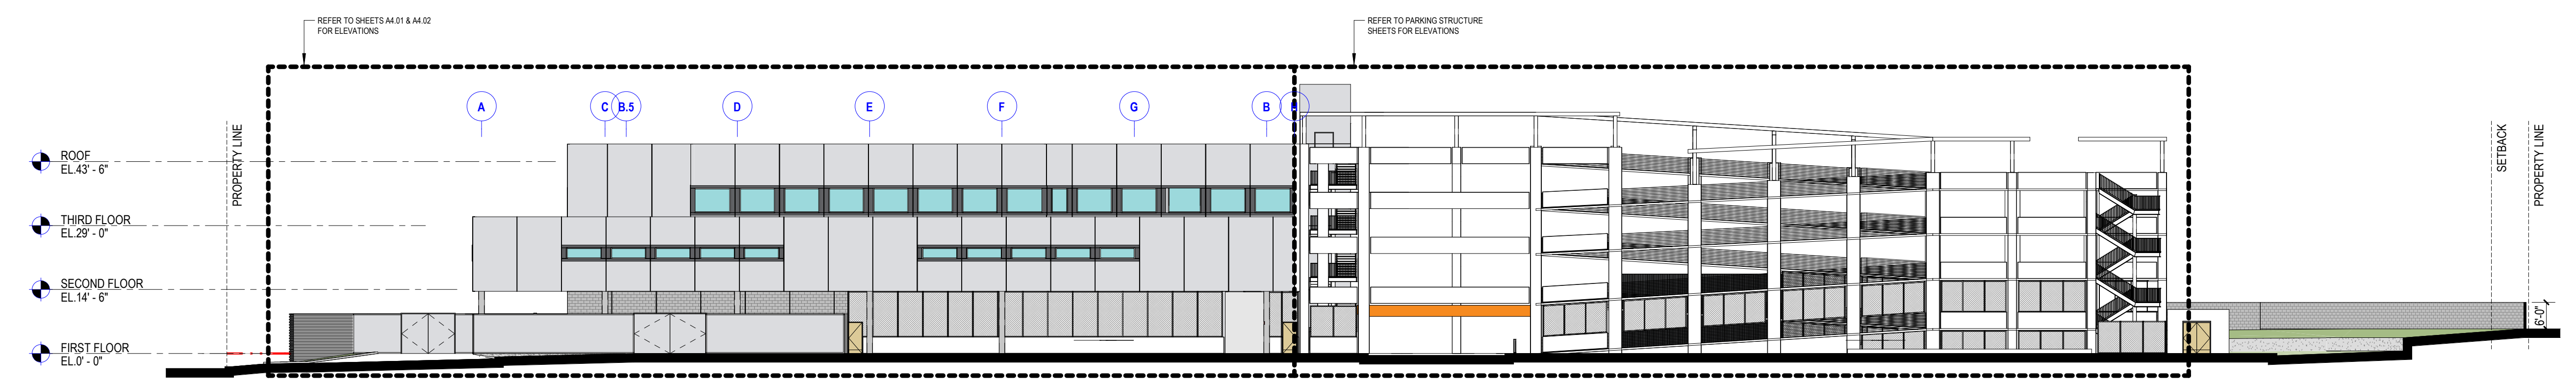 REFER TO SHEETS A4.01 & A4.02
FOR ELEVATIONS
REFER TO PARKING STRUCTURE
SHEETS FOR ELEVATIONS
A
C
B.5
D
E
F
G
B
PROPERTY LINE
SETBACK
PROPERTY LINE
ROOF
EL.43' - 6"
THIRD FLOOR
EL.29' - 0"
SECOND FLOOR
EL.14' - 6"
FIRST FLOOR
EL.0' - 0"
6'-0"